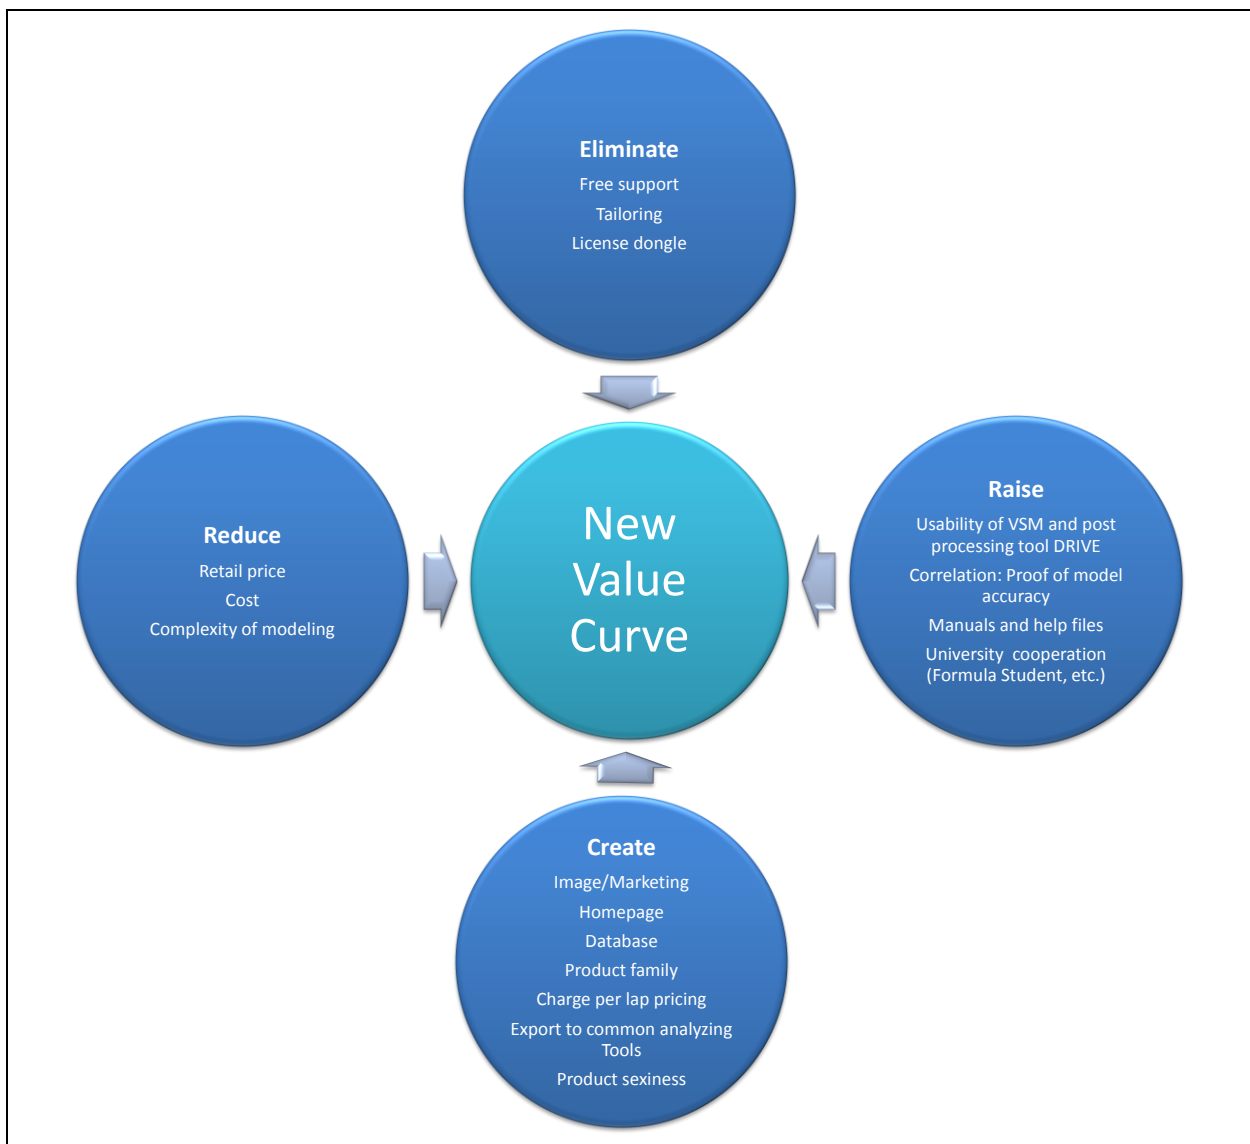 Eliminate
Free support
Tailoring
License dongle
Reduce
Retail price
Cost
Complexity of modeling
New
Value
Curve
Raise
Usability of VSM and post
processing tool DRIVE
Correlation: Proof of model
accuracy
Manuals and help files
University cooperation
(Formula Student, etc.)
Create
Image/Marketing
Homepage
Database
Product family
Charge per lap pricing
Export to common analyzing
Tools
Product sexiness